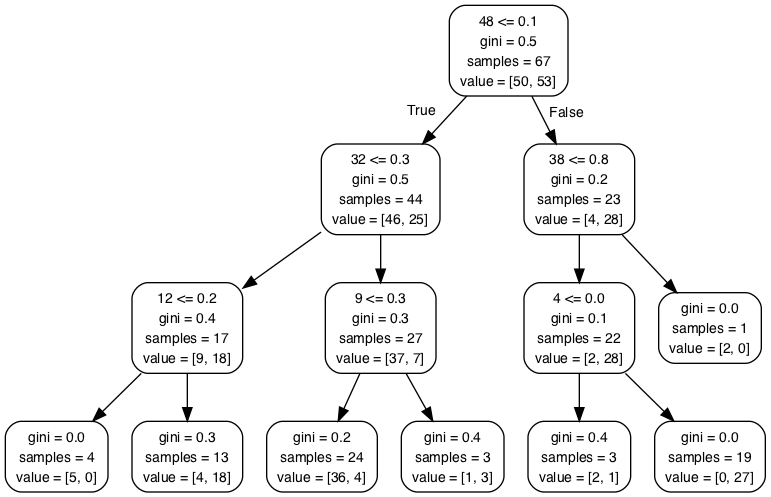 48 <= 0.1
gini = 0.5
samples = 67
value = [50, 53]
True
False
32 <= 0.3
gini = 0.5
samples = 44
value = [46, 25]
38 <= 0.8
gini = 0.2
samples = 23
value = [4, 28]
12 <= 0.2
gini = 0.4
samples = 17
value = [9, 18]
9 <= 0.3
gini = 0.3
samples = 27
value = [37, 7]
4 <= 0.0
gini = 0.1
samples = 22
value = [2, 28]
gini = 0.0
samples = 1
value = [2, 0]
gini = 0.0
samples = 4
value = [5, 0]
gini = 0.3
samples = 13
value = [4, 18]
gini = 0.2
samples = 24
value = [36, 4]
gini = 0.4
samples = 3
value = [1, 3]
gini = 0.4
samples = 3
value = [2, 1]
gini = 0.0
samples = 19
value = [0, 27]